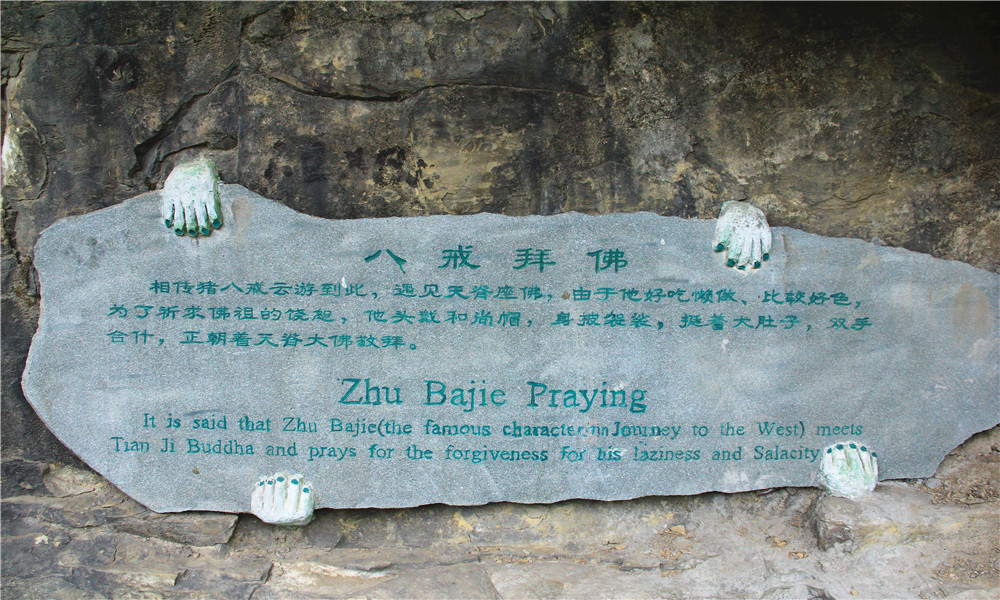 八戒拜佛
相传猪八戒云游到此，遇见天脊座佛，由于他好吃懒做、比较好色，
为了祈求佛祖的饶恕，他头戴和尚帽，身披袈裟，挺着大肚子，双手
合什，正朝着天脊大佛敬拜。
Zhu Bajie Praying
It is said that Zhu Bajie(the famous character in Journey to the West) meets
Tian Ji Buddha and prays for the forgiveness for his laziness and Salacity